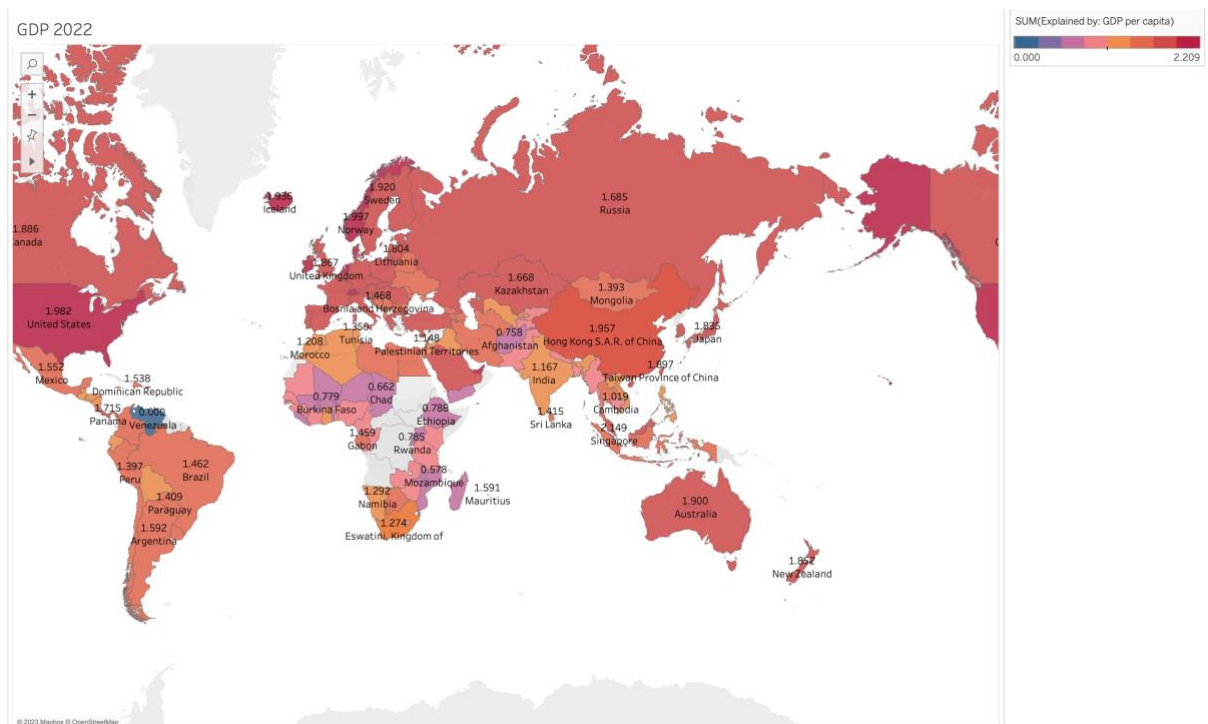 GDP 2022
SUM(Explained by: GDP per capita)
0.000 2.209
1.936
Iceland
1.920
Sweden
1.997
Norway
1.685
Russia
1.886
anada
1.804
Lithuania
1.867
United Kingdom
1.668
Kazakhstan
1.393
Mongolia
1.468
Bosnia and Herzegovina
1.982
United States
1.350
Tunisia
1.208
Morocco
1.148
Palestinian Territories
0.758
Afghanistan
1.957
Hong Kong S.A.R. of China
1.835
Japan
1.552
Mexico
1.538
Dominican Republic
1.167
India
1.897
Taiwan Province of China
0.662
Chad
0.779
Burkina Faso
1.715
Panama
0.000
Venezuela
0.788
Ethiopia
1.415
Sri Lanka
1.019
Cambodia
2.149
Singapore
1.459
Gabon
0.785
Rwanda
1.397
Peru
1.462
Brazil
0.578
Mozambique
1.591
Mauritius
1.409
Paraguay
1.292
Namibia
1.592
Argentina
1.274
Eswatini, Kingdom of
1.900
Australia
1.852
New Zealand
© 2023 Mapbox © OpenStreetMap